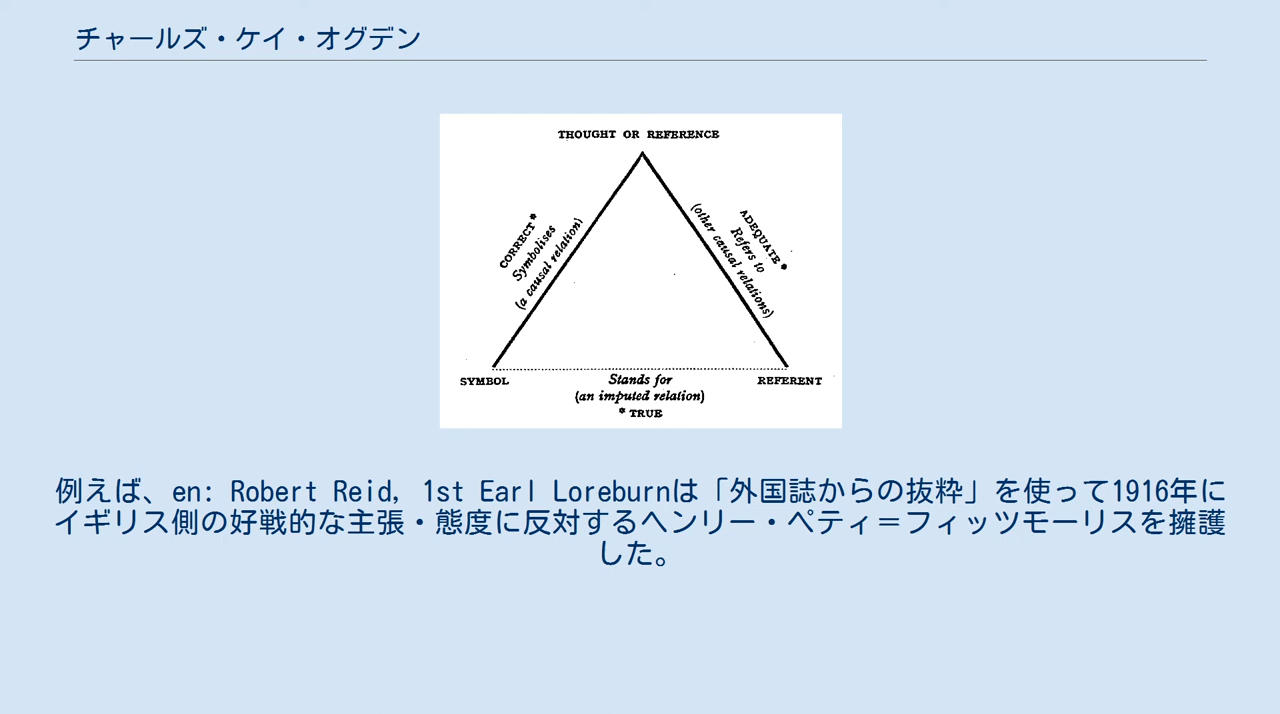 チャールズ・ケイ・オグデン
THOUGHT OR REFERENCE
CORRECT*
Symbolises
(a causal relation)
ADEQUATE*
Refers to
(other causal relations)
SYMBOL
REFERENT
Stands for
(an imputed relation)
* TRUE
例えば、en: Robert Reid, 1st Earl Loreburnは「外国誌からの抜粋」を使って1916年に
イギリス側の好戦的な主張・態度に反対するヘンリー・ペティ＝フィッツモーリスを擁護
した。